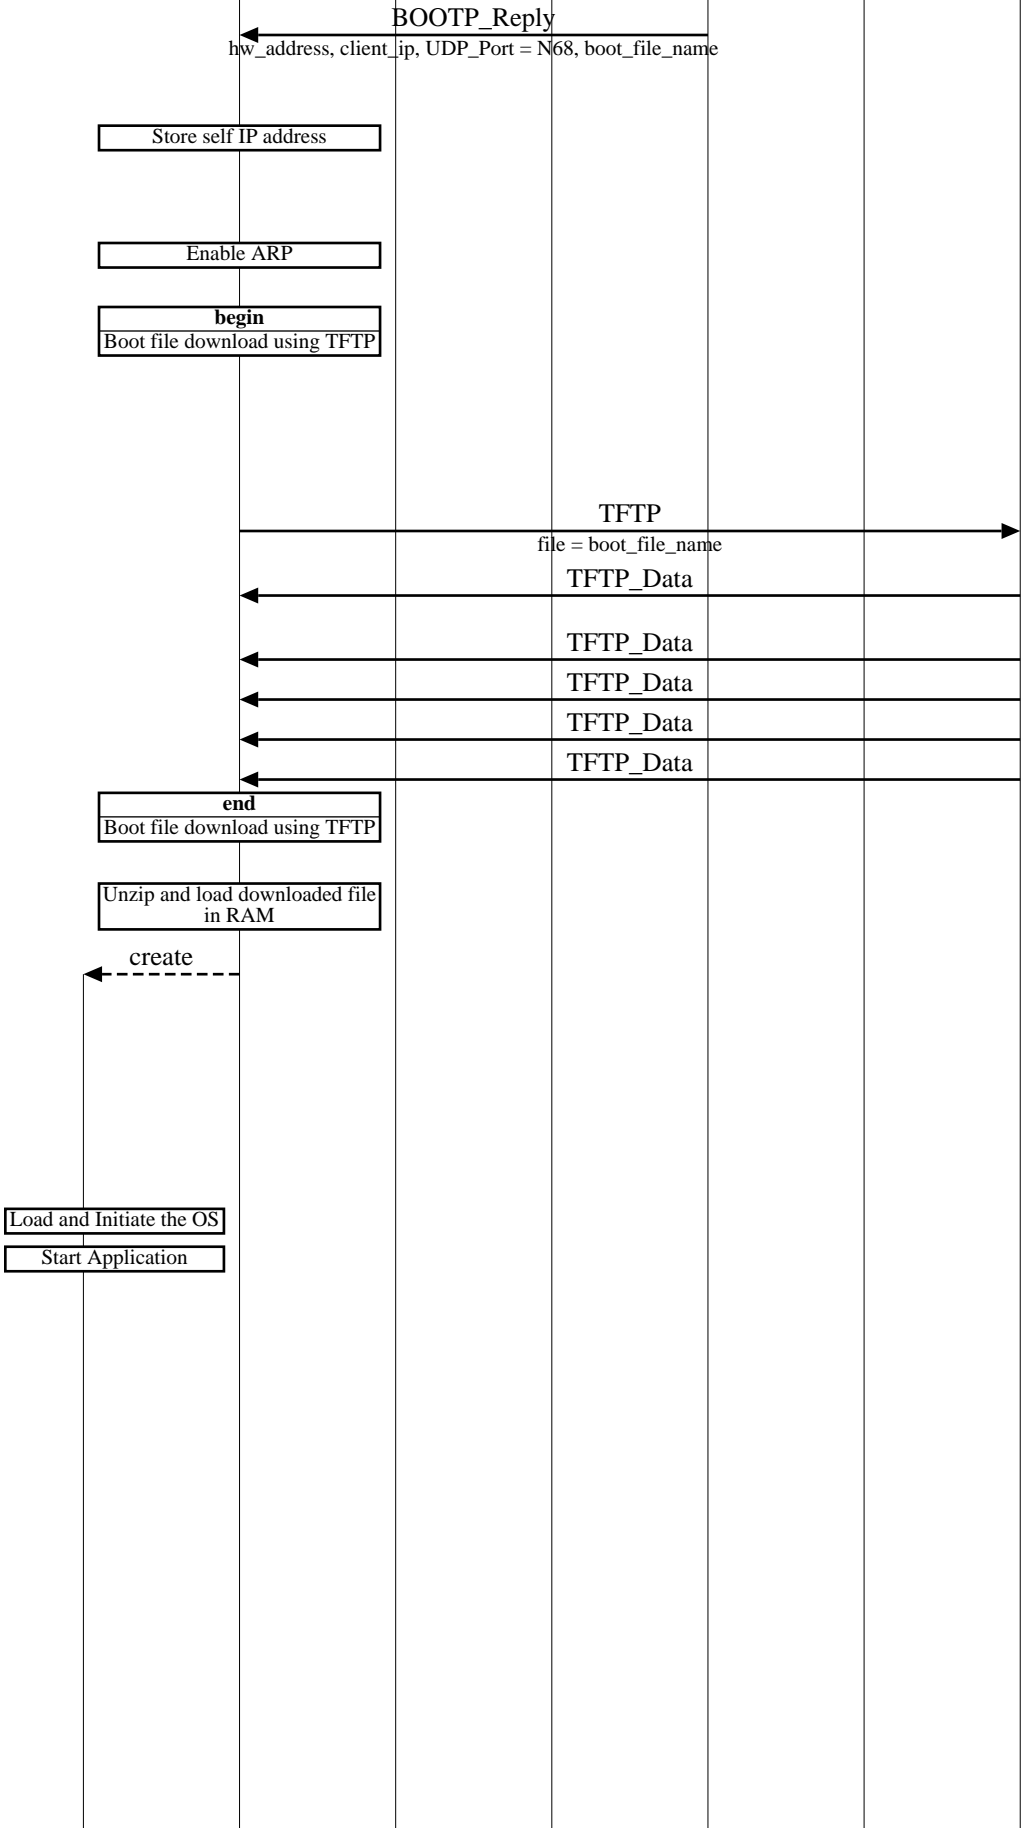 BOOTP_Reply
hw_address, client_ip, UDP_Port = N68, boot_file_name
Store self IP address
Enable ARP
begin
Boot file download using TFTP
TFTP
file = boot_file_name
TFTP_Data
TFTP_Data
TFTP_Data
TFTP_Data
TFTP_Data
end
Boot file download using TFTP
Unzip and load downloaded file
in RAM
create
Load and Initiate the OS
Start Application